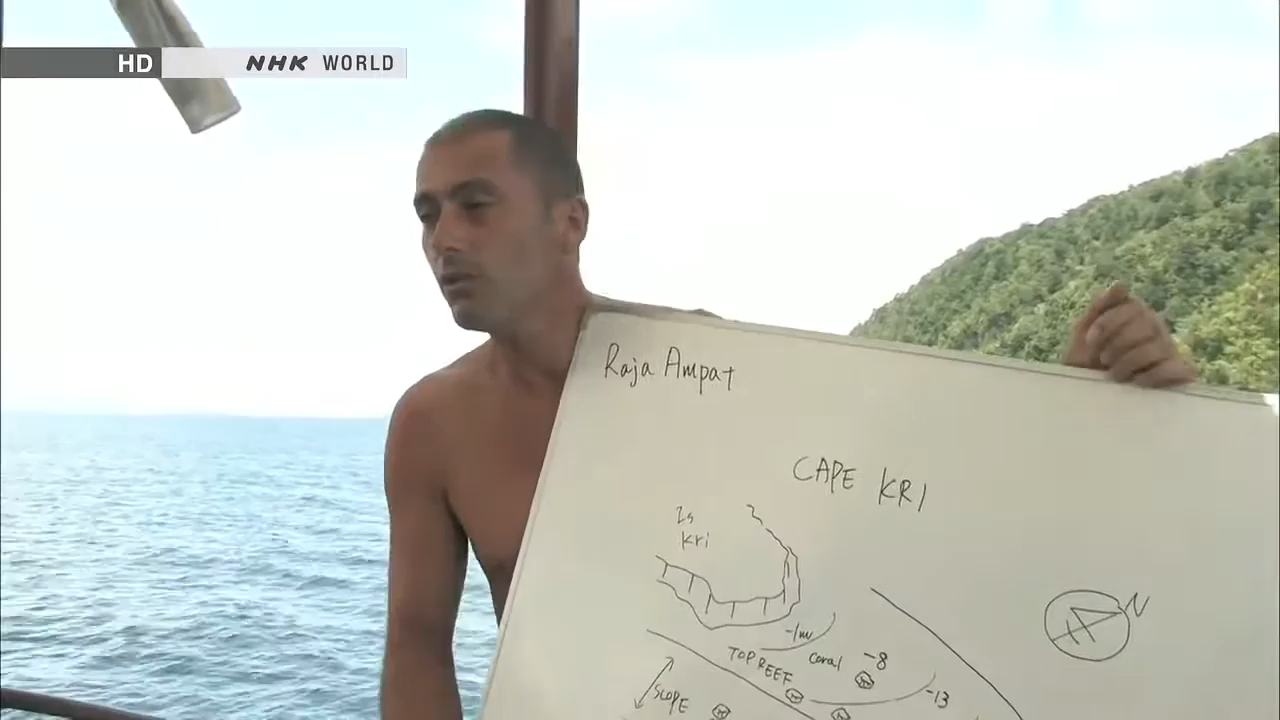 HD NHK WORLD
Raja Ampat
CAPE KRI
Is
Kri
N
-1m
TOP REEF
coral
-8
-13
SLOPE